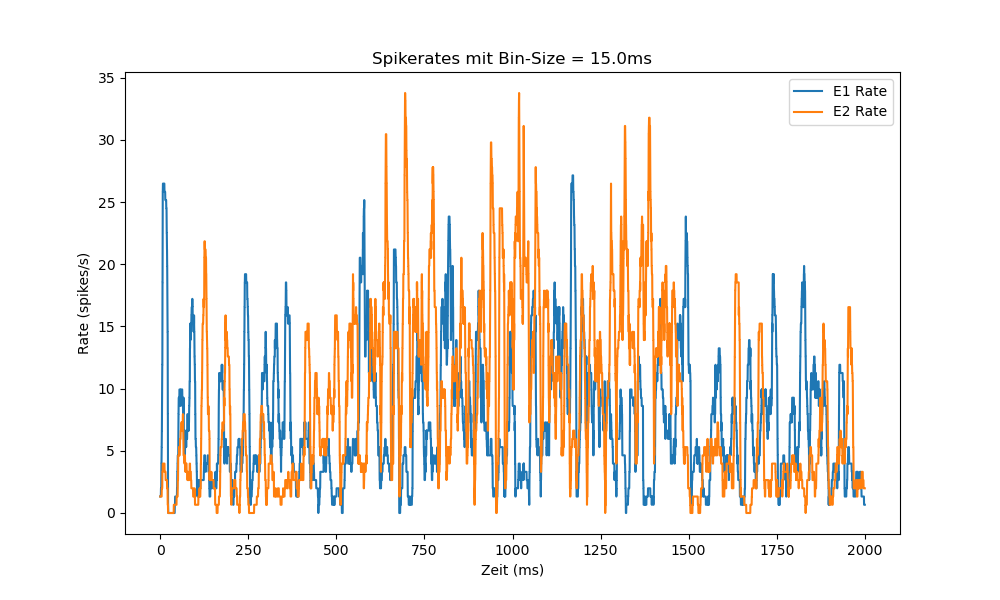 Spikerates mit Bin-Size = 15.0ms
35
30
25
20
15
10
5
0
Rate (spikes/s)
E1 Rate
E2 Rate
0 250 500 750 1000 1250 1500 1750 2000
Zeit (ms)